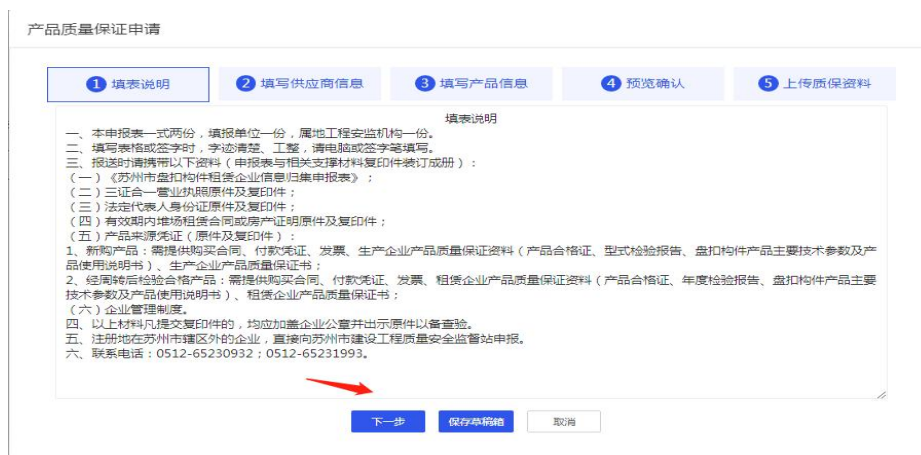 产品质量保证申请
1 填表说明 2 填写供应商信息 3 填写产品信息 4 预览确认 5 上传质保资料
填表说明
一、本申报表一式两份，填报单位一份，属地工程安监机构一份。
二、填写表格或签字时，字迹清楚、工整，请电脑或签字笔填写。
三、报送时请携带以下资料（申报表与相关支撑材料复印件装订成册）：
（一）《苏州市盘扣构件租赁企业信息归集申报表》；
（二）三证合一营业执照原件及复印件；
（三）法定代表人身份证原件及复印件；
（四）有效期内堆场租赁合同或房产证明原件及复印件；
（五）产品来源凭证（原件及复印件）：
1、新购产品：需提供购买合同、付款凭证、发票、生产企业产品质量保证资料（产品合格证、型式检验报告、盘扣构件产品主要技术参数及产
品使用说明书）、生产企业产品质量保证书；
2、经周转后检验合格产品：需提供购买合同、付款凭证、发票、租赁企业产品质量保证资料（产品合格证、年度检验报告、盘扣构件产品主要
技术参数及产品使用说明书）、租赁企业产品质量保证书；
（六）企业管理制度。
四、以上材料凡提交复印件的，均应加盖企业公章并出示原件以备查验。
五、注册地在苏州市辖区外的企业，直接向苏州市建设工程质量安全监督站申报。
六、联系电话：0512-65230932；0512-65231993。
下一步 保存草稿箱 取消